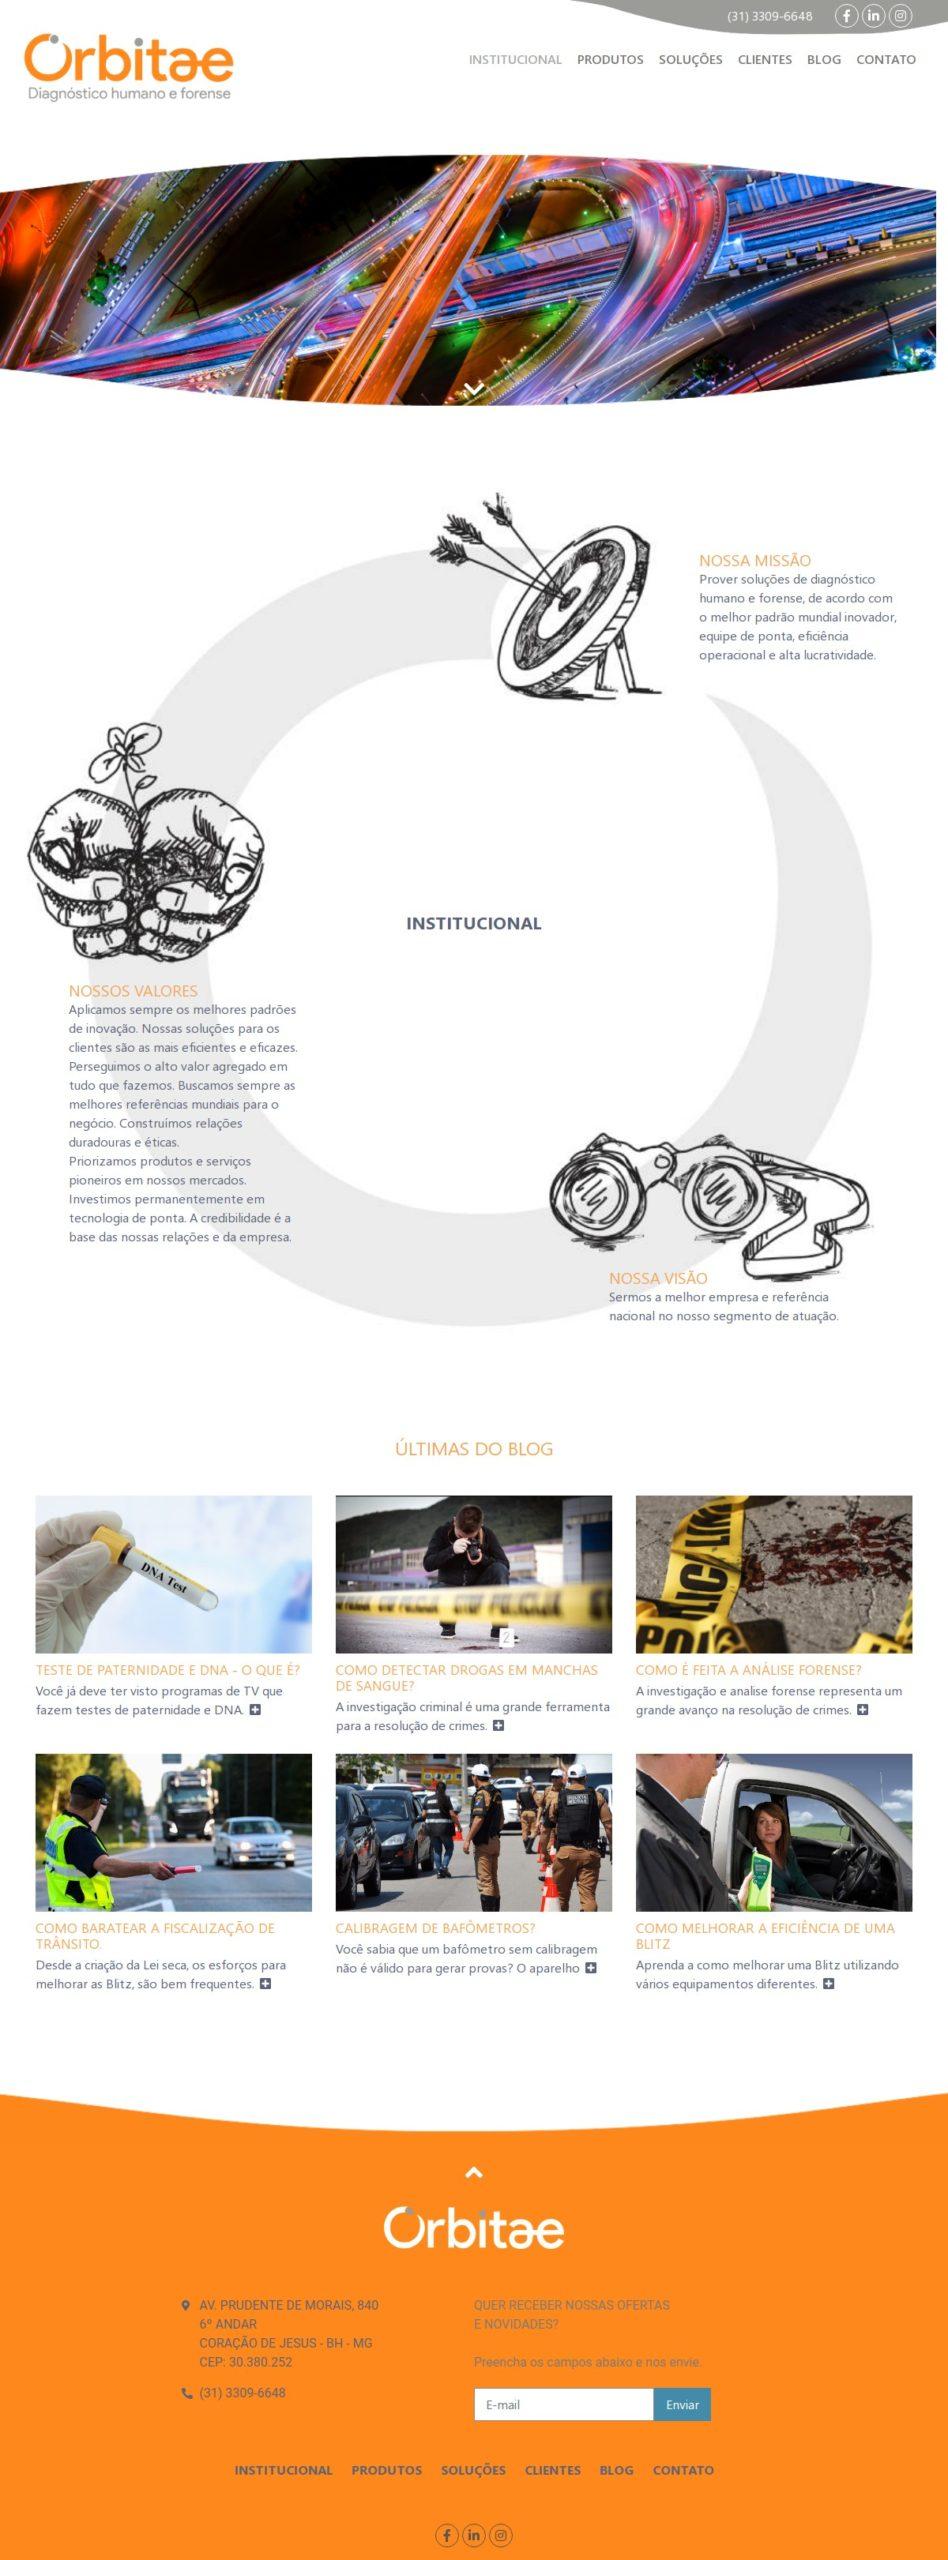 (31) 3309-6648
Orbitae
Diagnóstico humano e forense
INSTITUCIONAL PRODUTOS SOLUÇÕES CLIENTES BLOG CONTATO
NOSSA MISSÃO
Prover soluções de diagnóstico
humano e forense, de acordo com
o melhor padrão mundial inovador,
equipe de ponta, eficiência
operacional e alta lucratividade.
INSTITUCIONAL
NOSSOS VALORES
Aplicamos sempre os melhores padrões
de inovação. Nossas soluções para os
clientes são as mais eficientes e eficazes.
Perseguimos o alto valor agregado em
tudo que fazemos. Buscamos sempre as
melhores referências mundiais para o
negócio. Construímos relações
duradouras e éticas.
Priorizamos produtos e serviços
pioneiros em nossos mercados.
Investimos permanentemente em
tecnologia de ponta. A credibilidade é a
base das nossas relações e da empresa.
NOSSA VISÃO
Sermos a melhor empresa e referência
nacional no nosso segmento de atuação.
ÚLTIMAS DO BLOG
DNA Test
2
POLICE LINE
TESTE DE PATERNIDADE E DNA - O QUE É?
Você já deve ter visto programas de TV que
fazem testes de paternidade e DNA.
COMO DETECTAR DROGAS EM MANCHAS
DE SANGUE?
A investigação criminal é uma grande ferramenta
para a resolução de crimes.
COMO É FEITA A ANÁLISE FORENSE?
A investigação e analise forense representa um
grande avanço na resolução de crimes.
COMO BARATEAR A FISCALIZAÇÃO DE
TRÂNSITO.
Desde a criação da Lei seca, os esforços para
melhorar as Blitz, são bem frequentes.
CALIBRAGEM DE BAFÔMETROS?
Você sabia que um bafômetro sem calibragem
não é válido para gerar provas? O aparelho
COMO MELHORAR A EFICIÊNCIA DE UMA
BLITZ
Aprenda a como melhorar uma Blitz utilizando
vários equipamentos diferentes.
Orbitae
AV. PRUDENTE DE MORAIS, 840
6º ANDAR
CORAÇÃO DE JESUS - BH - MG
CEP: 30.380.252
(31) 3309-6648
QUER RECEBER NOSSAS OFERTAS
E NOVIDADES?
Preencha os campos abaixo e nos envie.
E-mail Enviar
INSTITUCIONAL PRODUTOS SOLUÇÕES CLIENTES BLOG CONTATO